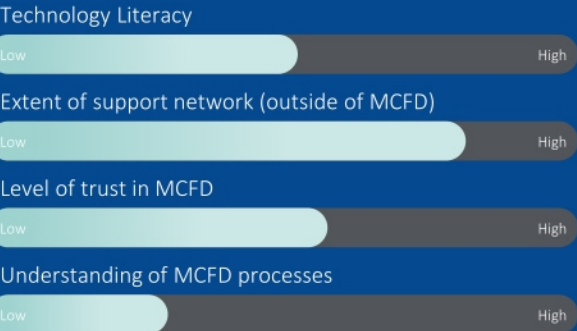 Technology Literacy
Low High
Extent of support network (outside of MCFD)
Low High
Level of trust in MCFD
Low High
Understanding of MCFD processes
Low High